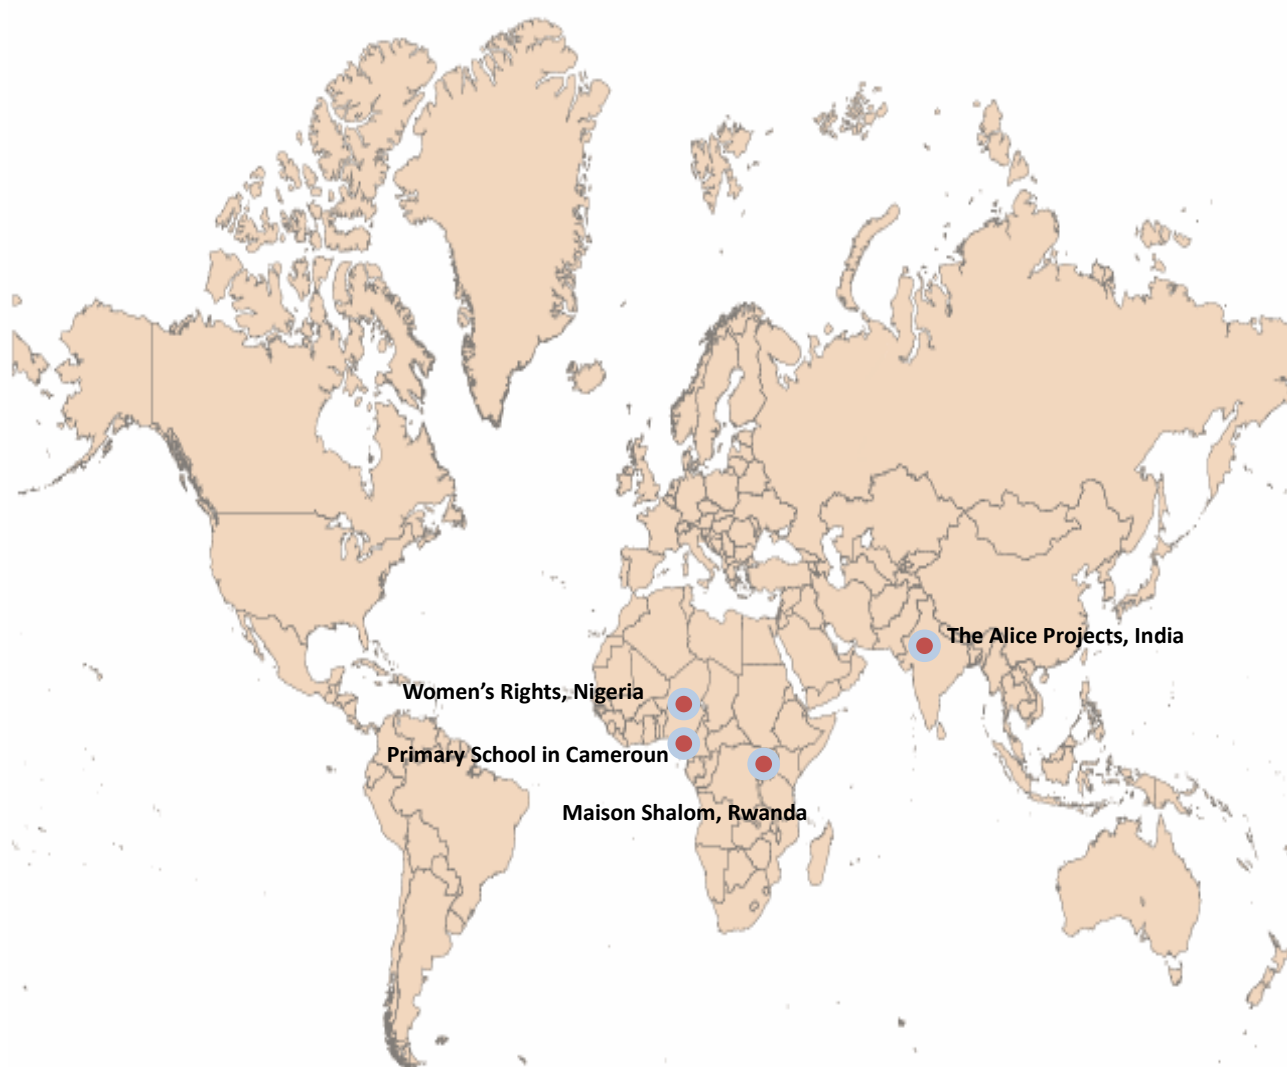 The Alice Projects, India
Women’s Rights, Nigeria
Primary School in Cameroun
Maison Shalom, Rwanda